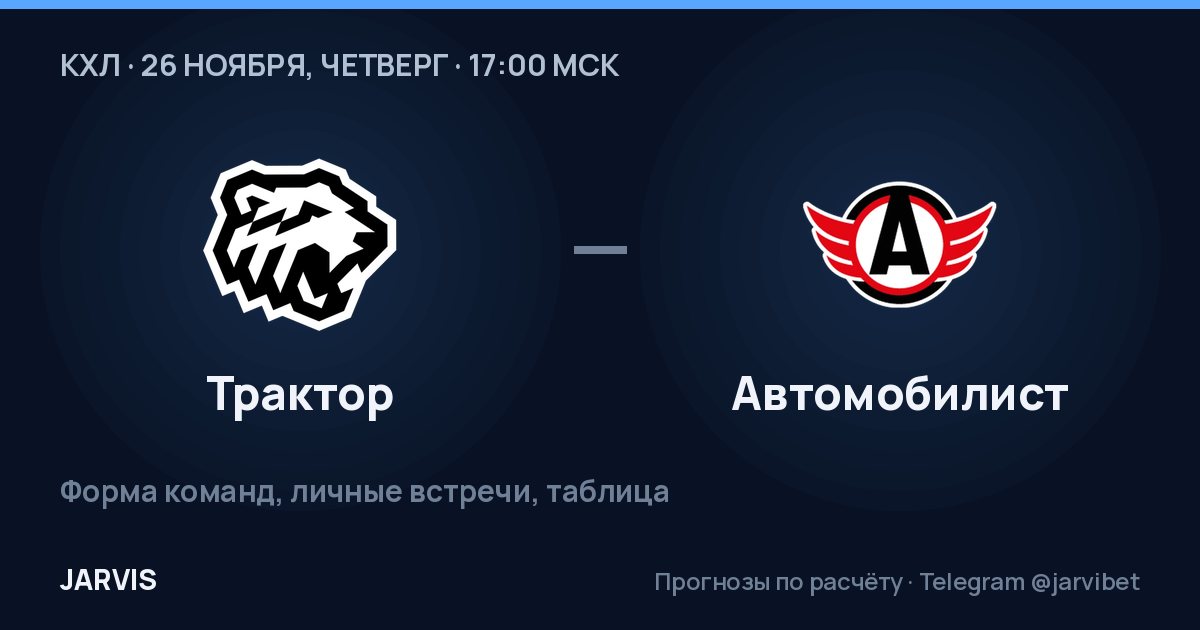 КХЛ · 26 НОЯБРЯ, ЧЕТВЕРГ · 17:00 МСК
А
—
Трактор
Автомобилист
Форма команд, личные встречи, таблица
JARVIS
Прогнозы по расчёту · Telegram @jarvibet